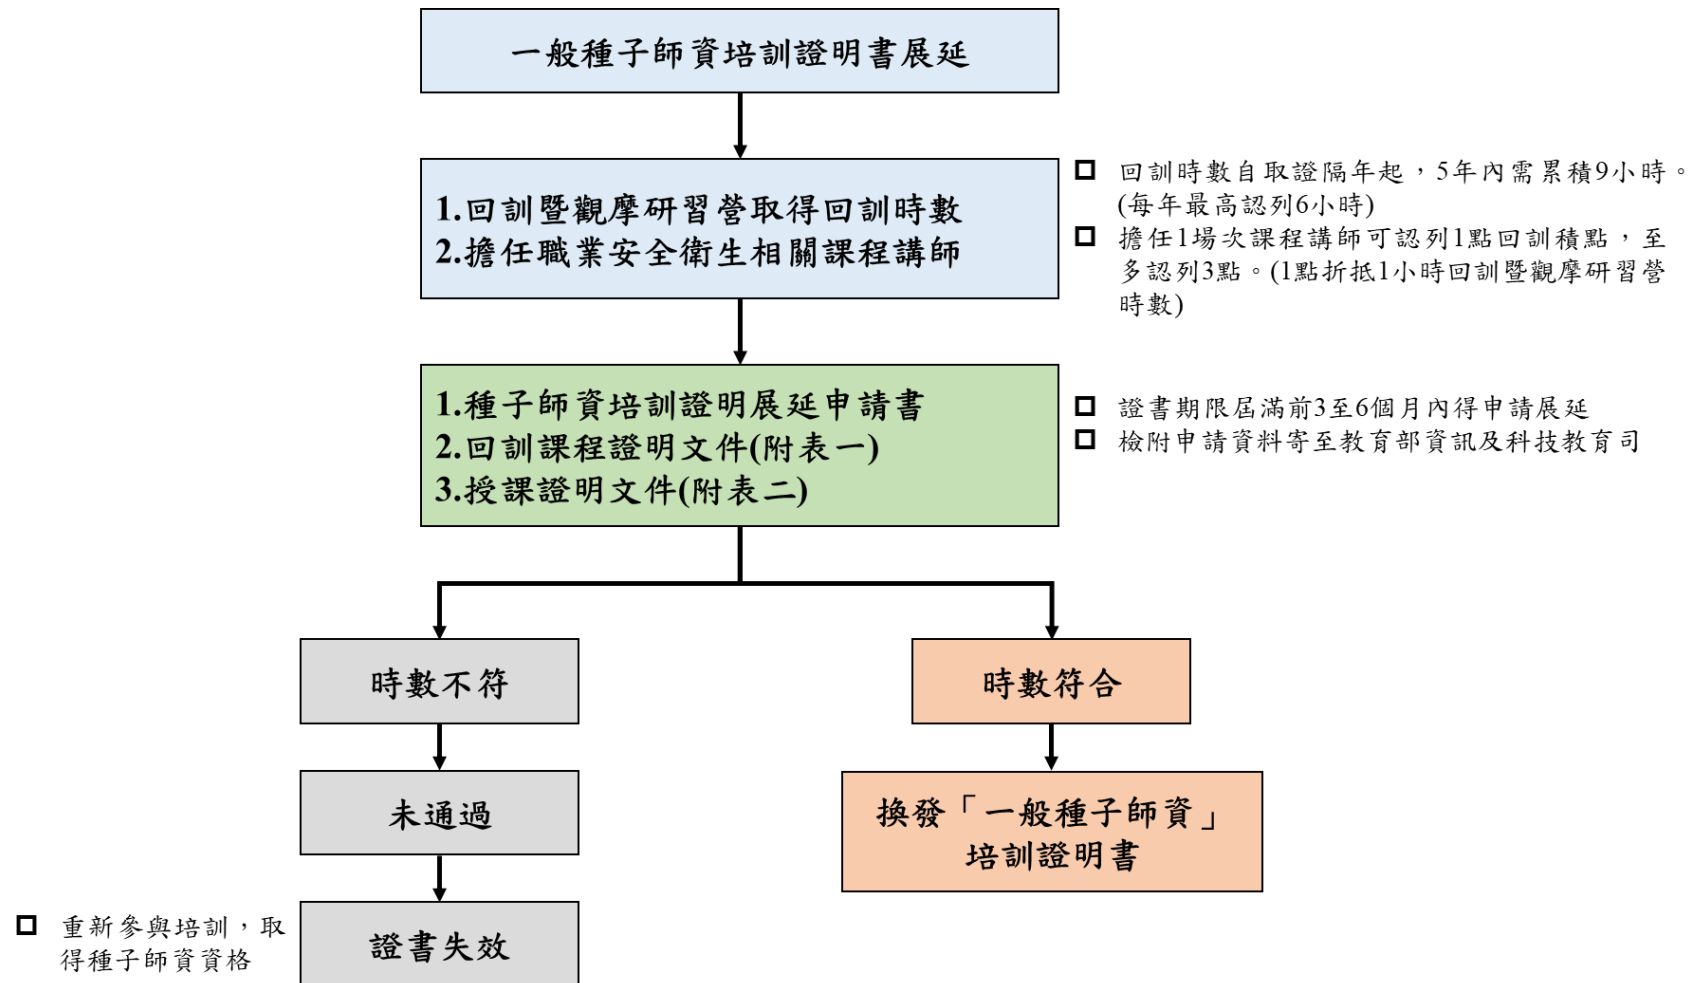 一般種子師資培訓證明書展延
1.回訓暨觀摩研習營取得回訓時數
2.擔任職業安全衛生相關課程講師
回訓時數自取證隔年起，5年內需累積9小時。
(每年最高認列6小時)
擔任1場次課程講師可認列1點回訓積點，至
多認列3點。(1點折抵1小時回訓暨觀摩研習營
時數)
1.種子師資培訓證明展延申請書
2.回訓課程證明文件(附表一)
3.授課證明文件(附表二)
證書期限屆滿前3至6個月內得申請展延
檢附申請資料寄至教育部資訊及科技教育司
時數不符
時數符合
未通過
換發「一般種子師資」
培訓證明書
重新參與培訓，取
得種子師資資格
證書失效